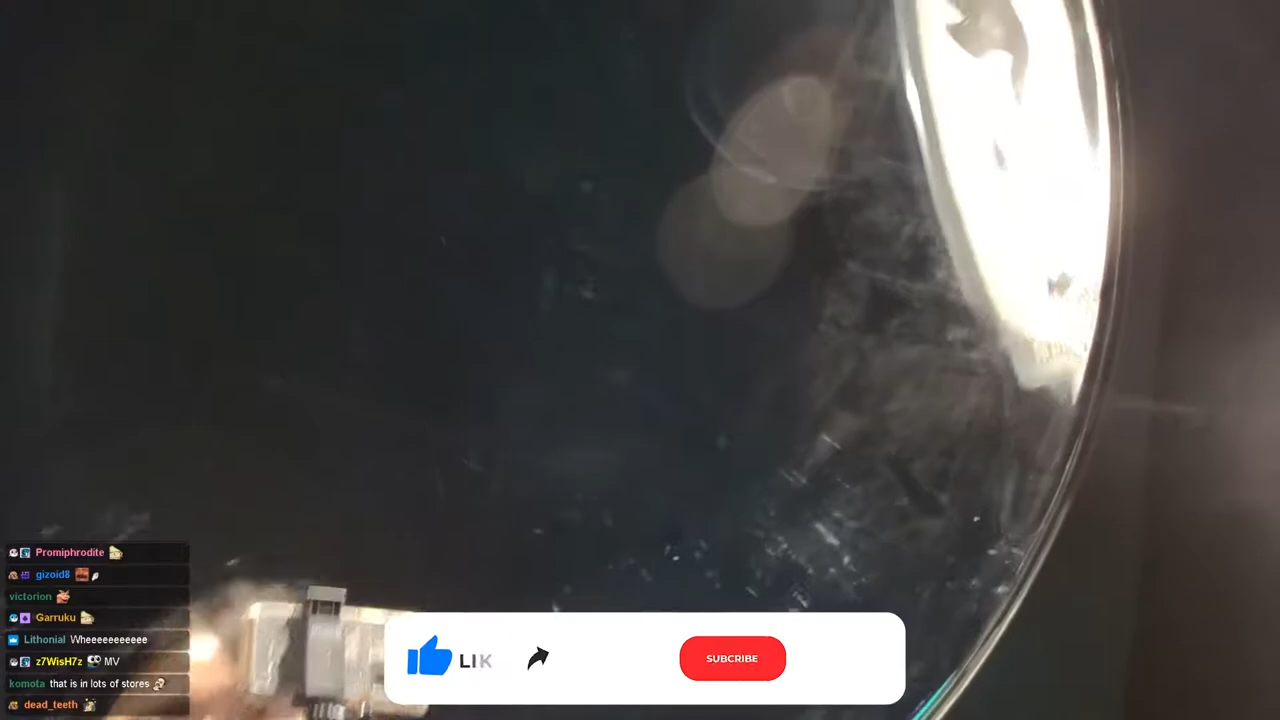 Promiphrodite
gizoid8
victorion
Garruku
Lithonial Wheeeeeeeeeee
z7WisH7z MV
komota that is in lots of stores
dead_teeth
LIK
SUBCRIBE